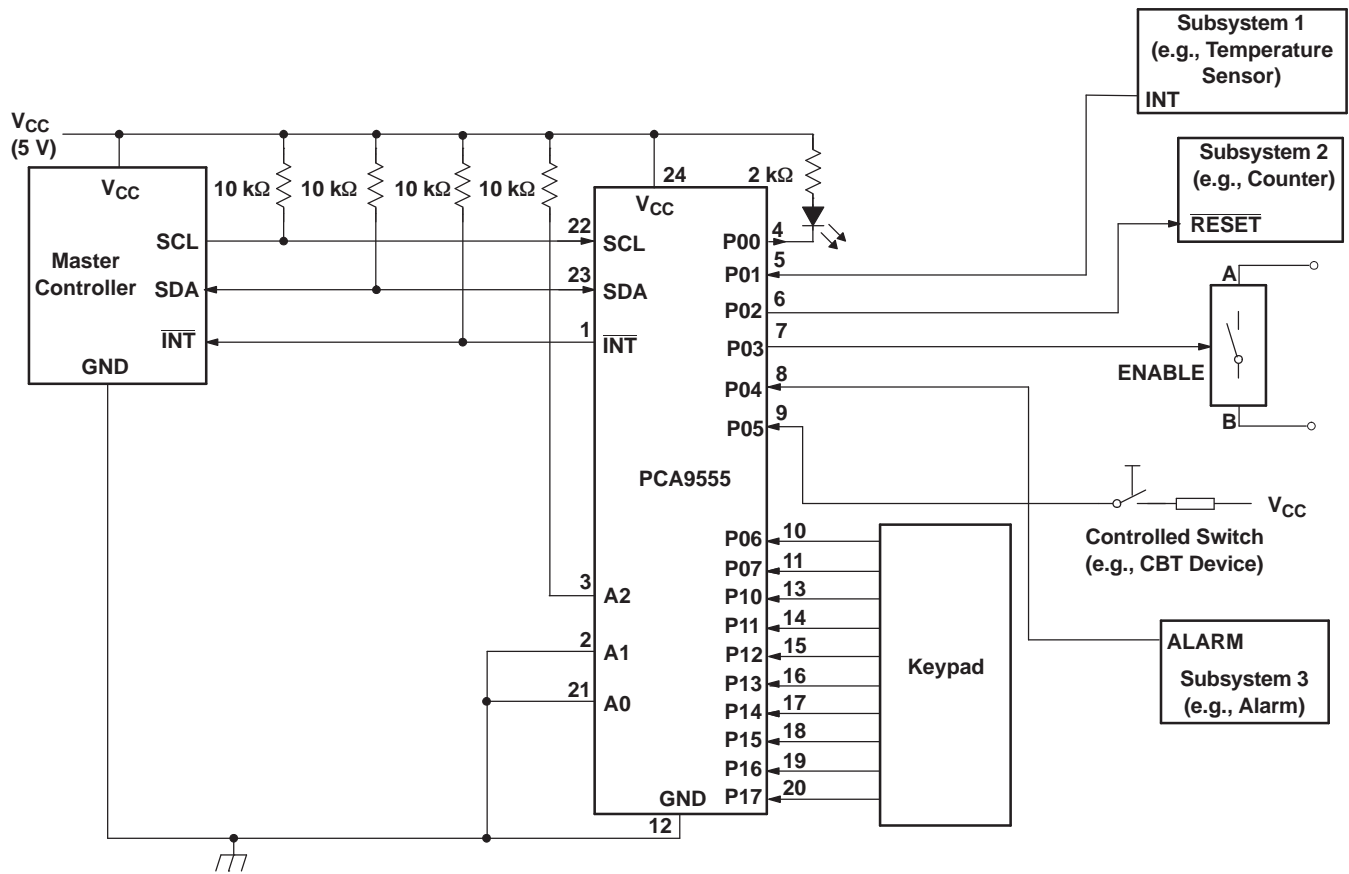 Subsystem 1
(e.g., Temperature
Sensor)
INT
VCC
(5 V)
Subsystem 2
(e.g., Counter)
RESET
VCC
10 kΩ
10 kΩ
10 kΩ
10 kΩ
24
VCC
2 kΩ
Master
Controller
SCL
SDA
INT
GND
22
SCL
23
SDA
1
INT
3
A2
2
A1
21
A0
PCA9555
GND
12
P00
4
P01
5
P02
6
P03
7
P04
8
P05
9
P06
10
P07
11
P10
13
P11
14
P12
15
P13
16
P14
17
P15
18
P16
19
P17
20
A
ENABLE
B
VCC
Controlled Switch
(e.g., CBT Device)
Keypad
ALARM
Subsystem 3
(e.g., Alarm)